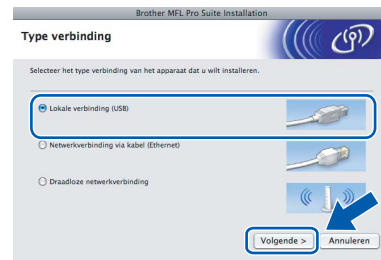 Brother MFL Pro Suite Installation
Type verbinding
Selecteer het type verbinding van het apparaat dat u wilt installeren.
Lokale verbinding (USB)
Netwerkverbinding via kabel (Ethernet)
Draadloze netwerkverbinding
Volgende > Annuleren